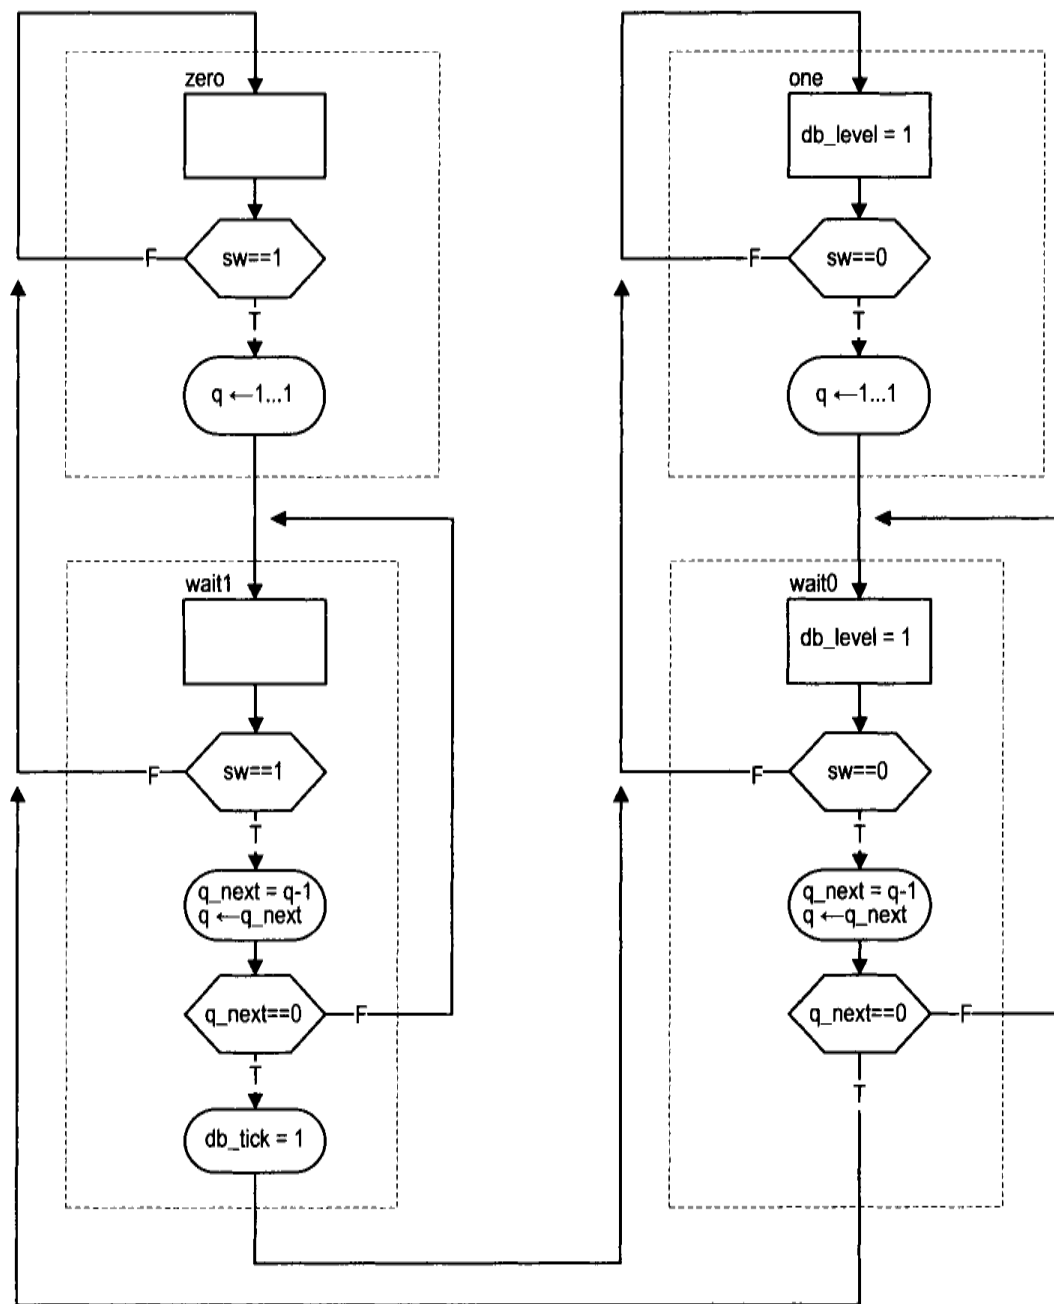 zero
sw==1
F
T
q ←1...1
wait1
sw==1
F
T
q_next = q-1
q ←q_next
q_next==0
F
T
db_tick = 1
one
db_level = 1
sw==0
F
T
q ←1...1
wait0
db_level = 1
sw==0
F
T
q_next = q-1
q ←q_next
q_next==0
F
T